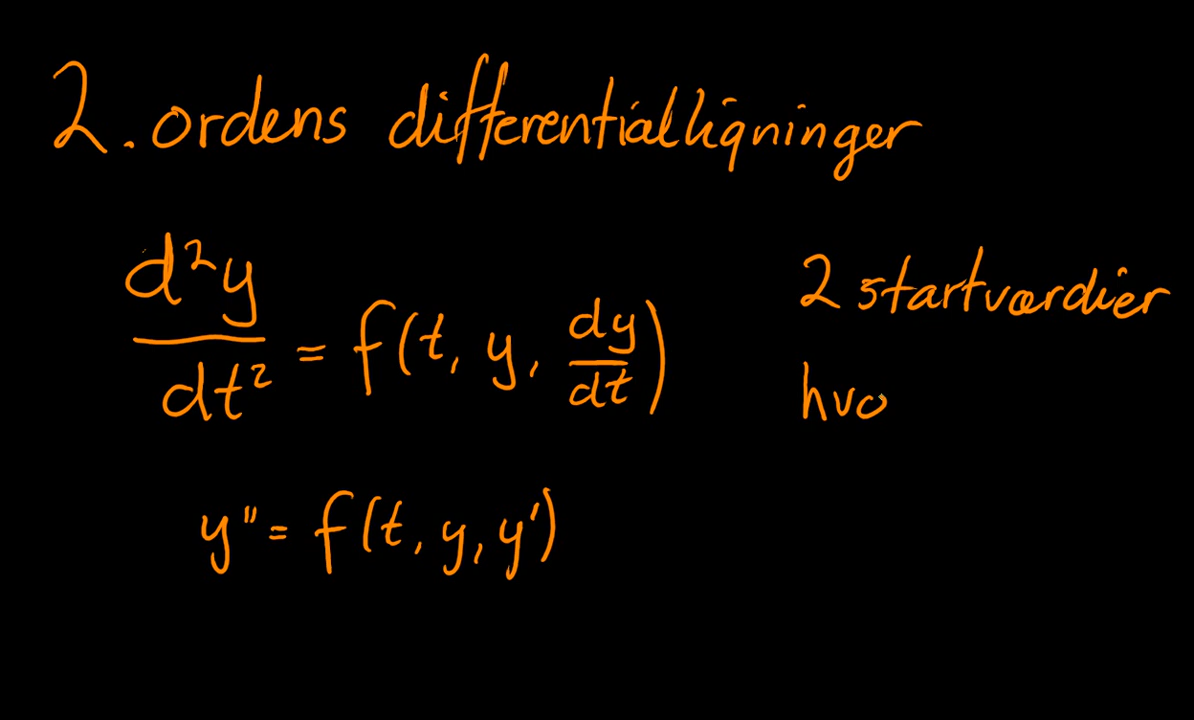 2. ordens differentialligninger
d²y/dt² = f(t, y, dy/dt)
2 startværdier
hvo
y" = f(t, y, y')